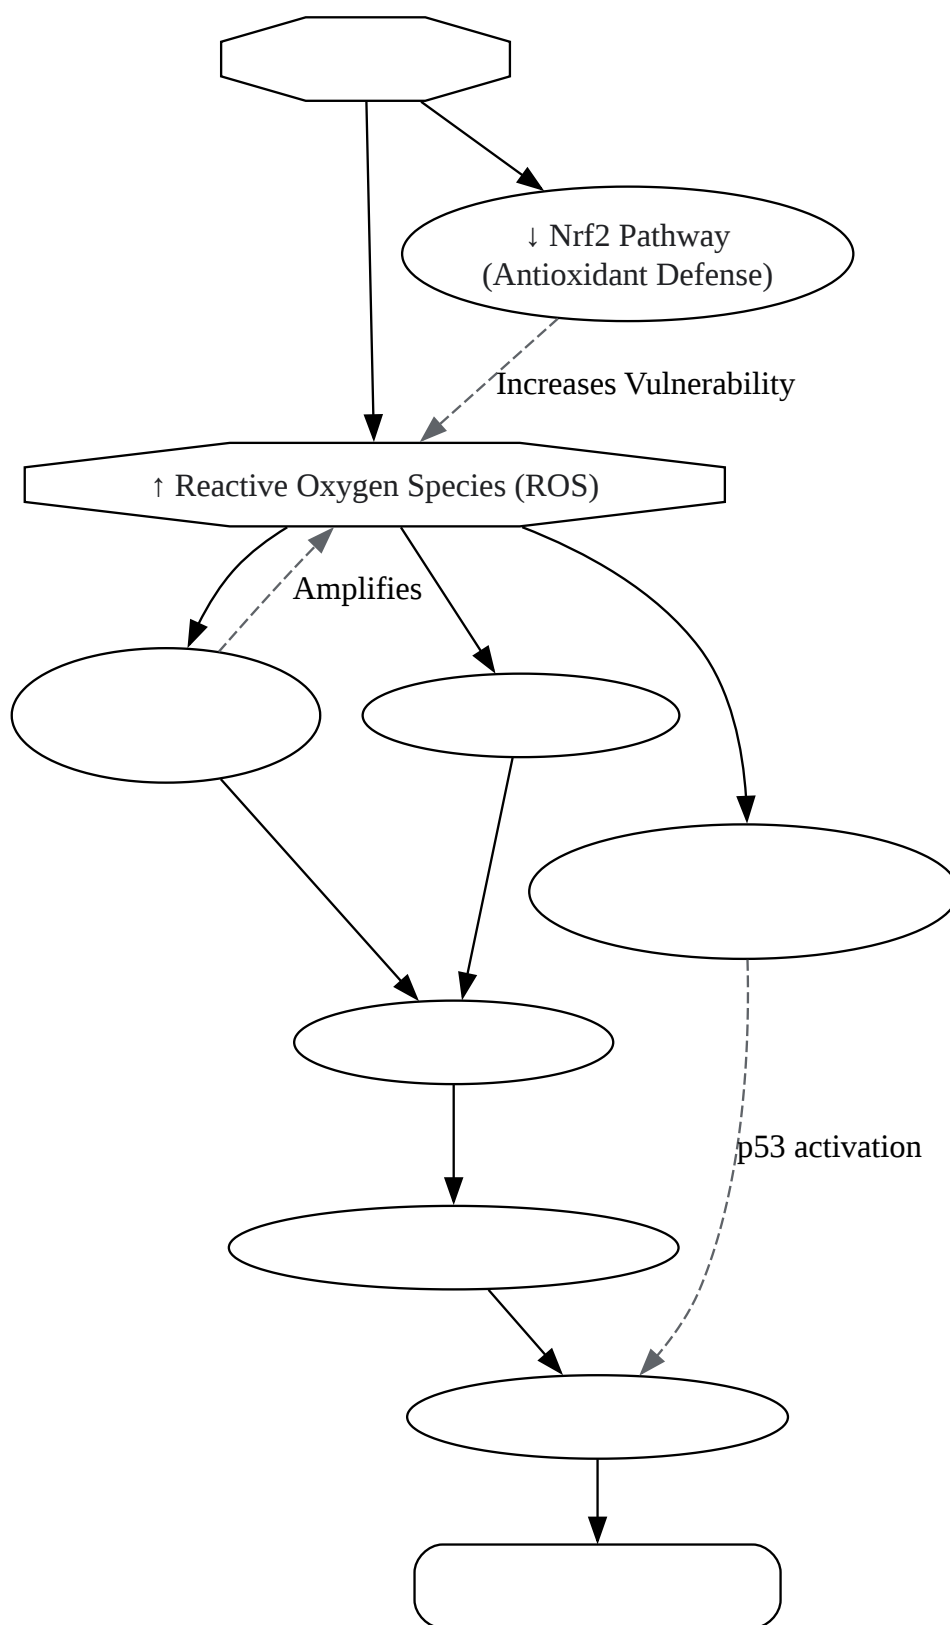 ↓ Nrf2 Pathway
(Antioxidant Defense)
Increases Vulnerability
↑ Reactive Oxygen Species (ROS)
Amplifies
p53 activation